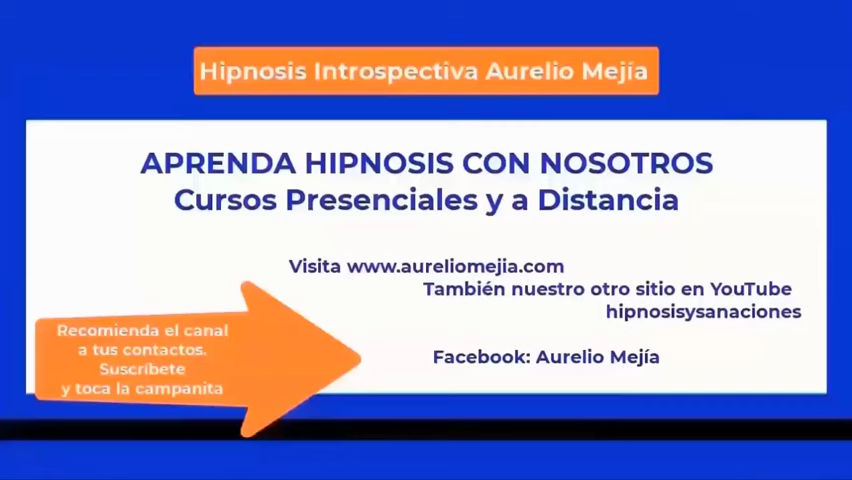 Hipnosis Introspectiva Aurelio Mejía
APRENDA HIPNOSIS CON NOSOTROS
Cursos Presenciales y a Distancia
Visita www.aureliomejia.com
También nuestro otro sitio en YouTube
hipnosisysanaciones
Facebook: Aurelio Mejía
Recomienda el canal
a tus contactos.
Suscríbete
y toca la campanita